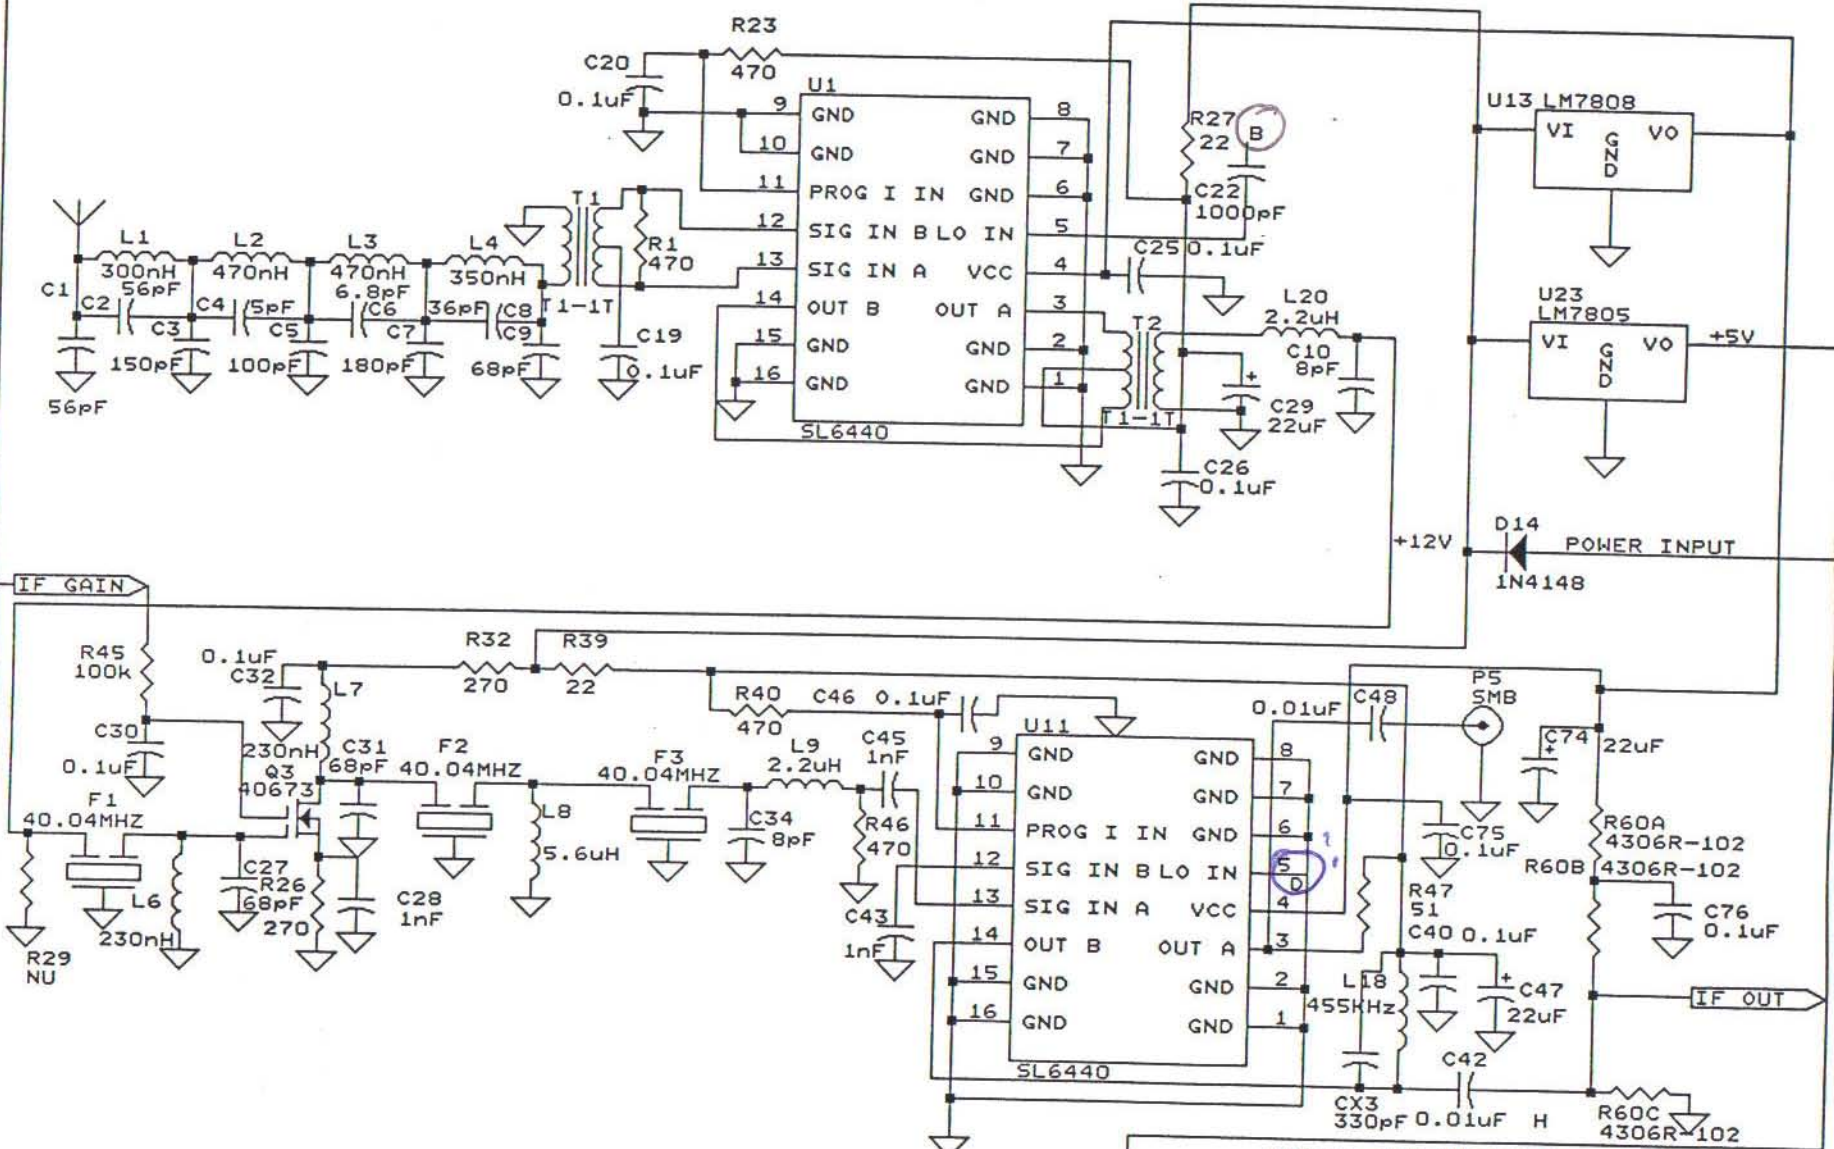 R23
470
C20
0.1uF
U1
9 GND GND 8
10 GND GND 7
11 PROG I IN GND 6
12 SIG IN B LO IN 5
13 SIG IN A VCC 4
14 OUT B OUT A 3
15 GND GND 2
16 GND GND 1
SL6440
R27
22
B
C22
1000pF
C25 0.1uF
U13 LM7808
VI GND VO
U23
LM7805
VI GND VO
+5V
L1
300nH
L2
470nH
L3
470nH
L4
350nH
T1
T1-1T
R1
470
C1
56pF
C2
56pF
C3
150pF
C4
5pF
C5
100pF
C6
6.8pF
C7
180pF
C8
36pF
C9
68pF
C19
0.1uF
T2
T1-1T
L20
2.2uH
C10
8pF
C29
+
22uF
C26
0.1uF
+12V
D14
1N4148
POWER INPUT
IF GAIN
R45
100k
C30
0.1uF
0.1uF
C32
L7
230nH
R32
270
R39
22
R40
470
C46 0.1uF
Q3
40673
C31
68pF
F1
40.04MHZ
F2
40.04MHZ
F3
40.04MHZ
L6
230nH
C27
68pF
R26
270
C28
1nF
R29
NU
L8
5.6uH
C34
8pF
L9
2.2uH
C45
1nF
R46
470
C43
1nF
U11
9 GND GND 8
10 GND GND 7
11 PROG I IN GND 6
12 SIG IN B LO IN 5
D
13 SIG IN A VCC 4
14 OUT B OUT A 3
15 GND GND 2
16 GND GND 1
SL6440
0.01uF
C48
P5
SMB
C74
+
22uF
C75
0.1uF
R60A
4306R-102
R60B
4306R-102
C76
0.1uF
R47
51
C40 0.1uF
L18
455KHz
C47
+
22uF
IF OUT
CX3
330pF
C42
0.01uF
H
R60C
4306R-102